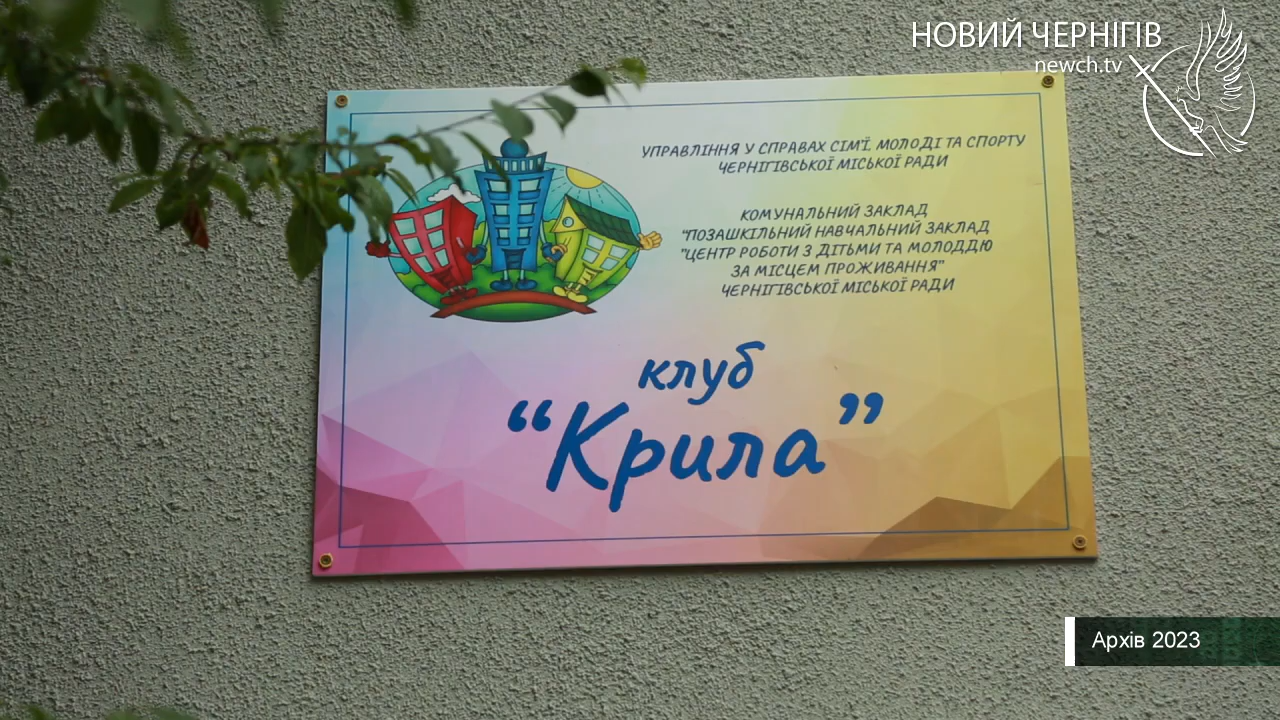 НОВИЙ ЧЕРНІГІВ
newch.tv
УПРАВЛІННЯ У СПРАВАХ СІМ'Ї, МОЛОДІ ТА СПОРТУ
ЧЕРНІГІВСЬКОЇ МІСЬКОЇ РАДИ
КОМУНАЛЬНИЙ ЗАКЛАД
"ПОЗАШКІЛЬНИЙ НАВЧАЛЬНИЙ ЗАКЛАД
"ЦЕНТР РОБОТИ З ДІТЬМИ ТА МОЛОДДЮ
ЗА МІСЦЕМ ПРОЖИВАННЯ"
ЧЕРНІГІВСЬКОЇ МІСЬКОЇ РАДИ
клуб
“Крила”
Архів 2023